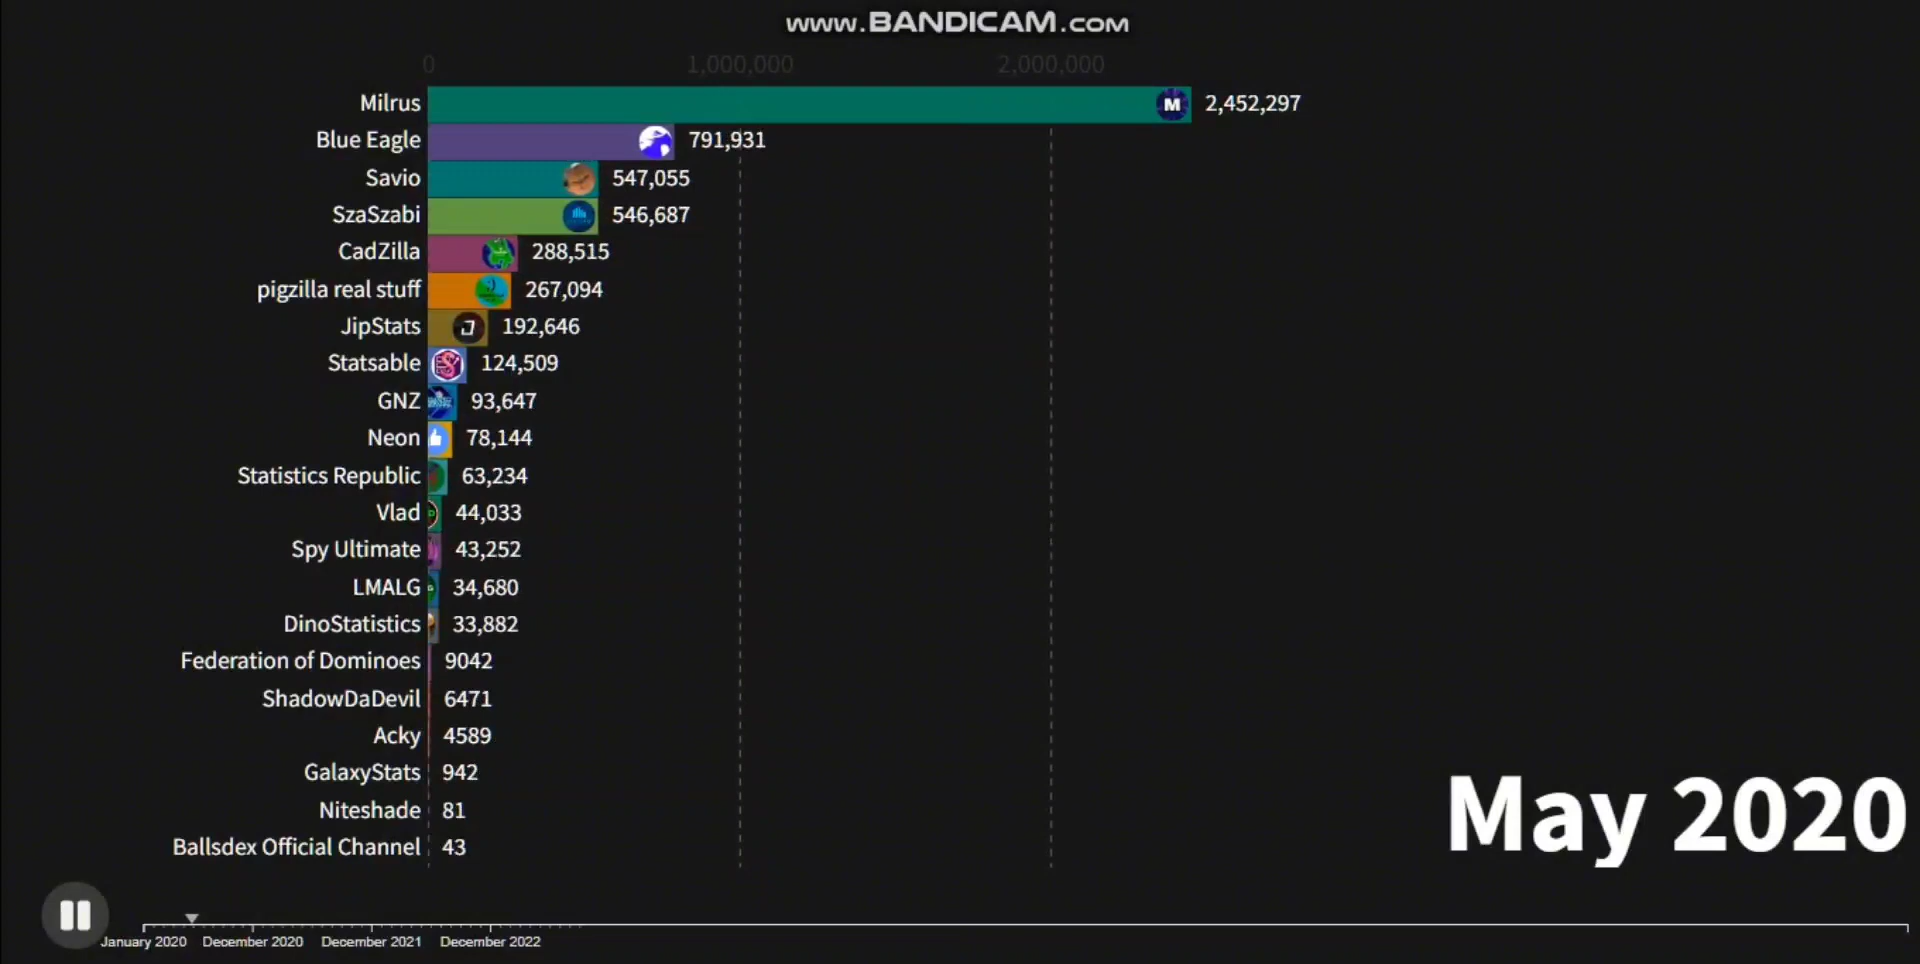 www.BANDICAM.com
0 1,000,000 2,000,000
Milrus M 2,452,297
Blue Eagle 791,931
Savio 547,055
SzaSzabi 546,687
CadZilla 288,515
pigzilla real stuff 267,094
JipStats J 192,646
Statsable S 124,509
GNZ 93,647
Neon 78,144
Statistics Republic 63,234
Vlad 44,033
Spy Ultimate 43,252
LMALG 34,680
DinoStatistics 33,882
Federation of Dominoes 9042
ShadowDaDevil 6471
Acky 4589
GalaxyStats 942
Niteshade 81
Ballsdex Official Channel 43
May 2020
January 2020 December 2020 December 2021 December 2022